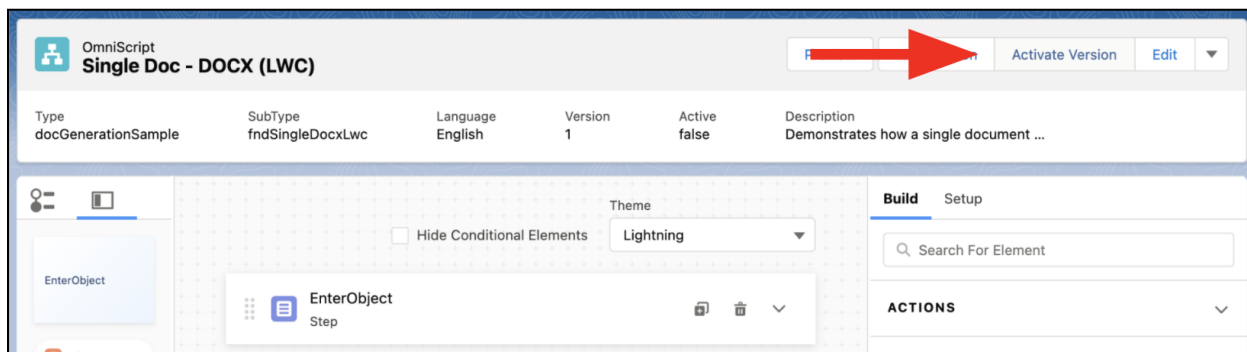 OmniScript
Single Doc - DOCX (LWC)
Activate Version Edit
Type SubType Language Version Active Description
docGenerationSample fndSingleDocxLwc English 1 false Demonstrates how a single document ...
Theme
Hide Conditional Elements Lightning
Build Setup
Search For Element
EnterObject
EnterObject
Step
ACTIONS